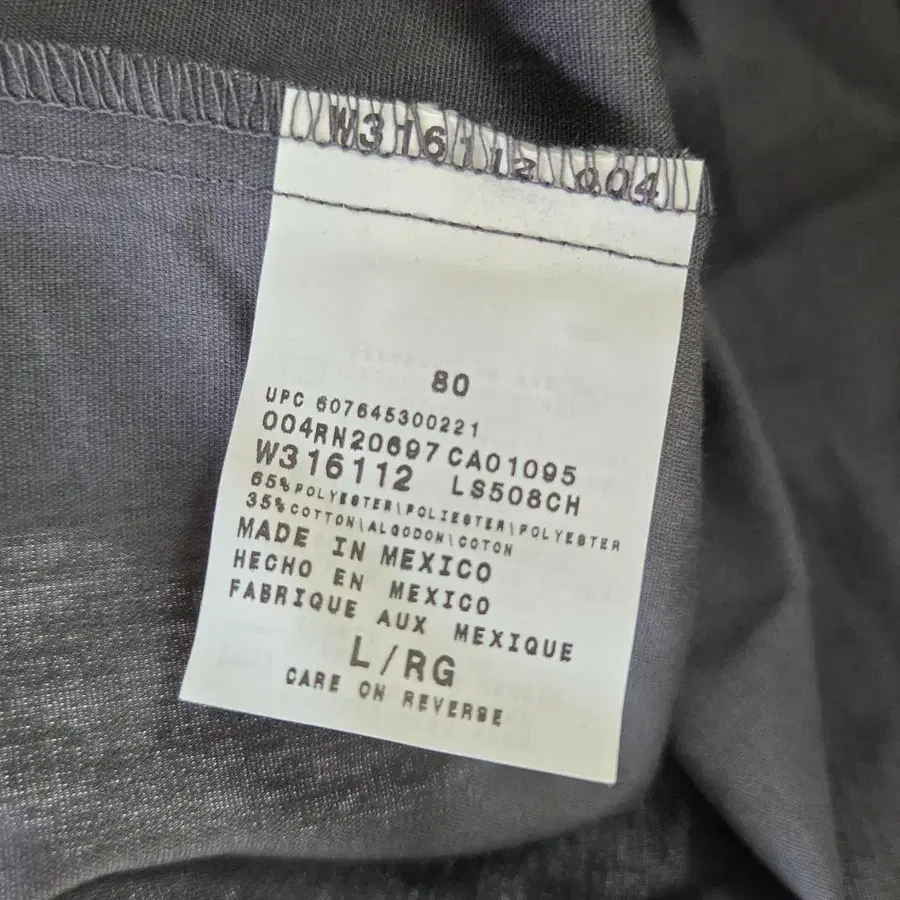 W316112 004
80
UPC 607645300221
004RN20697 CA01095
W316112 LS508CH
65% POLYESTER\POLIESTER\POLYESTER
35% COTTON\ALGODON\COTON
MADE IN MEXICO
HECHO EN MEXICO
FABRIQUE AUX MEXIQUE
L/RG
CARE ON REVERSE